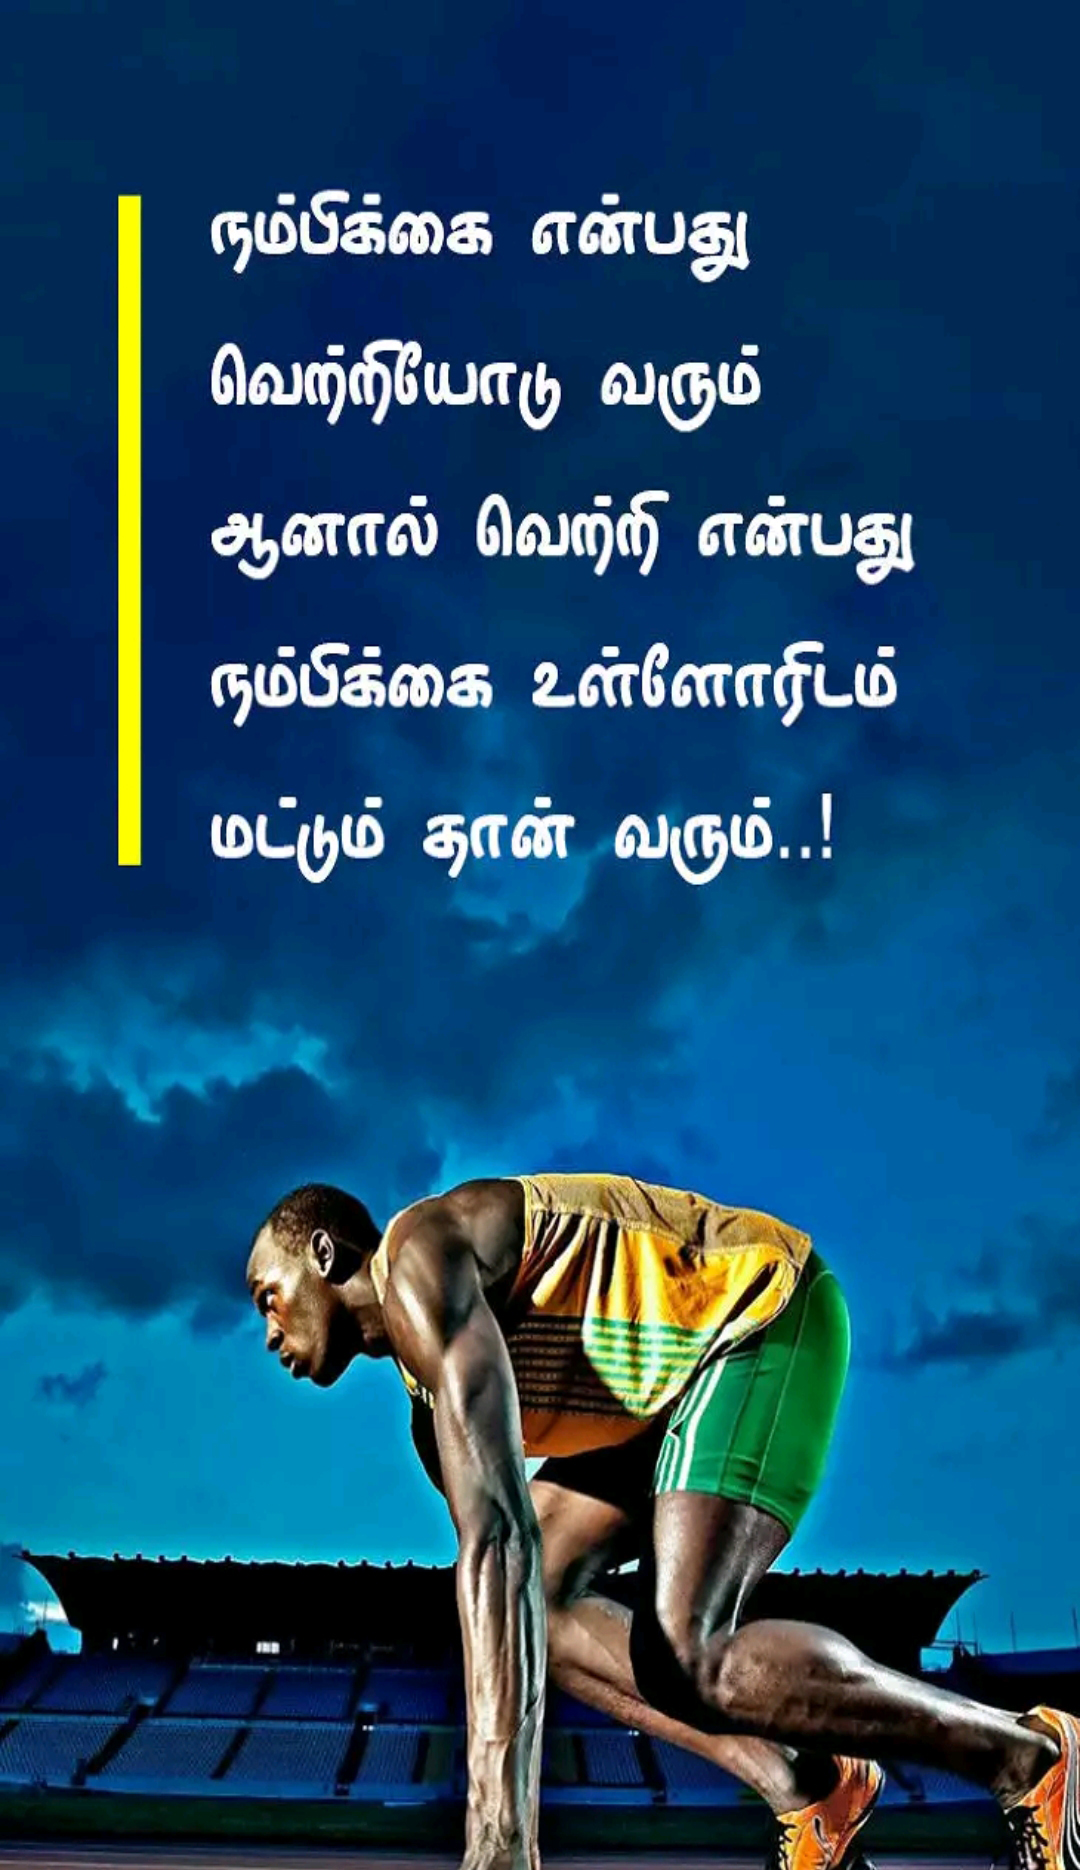 நம்பிக்கை என்பது
வெற்றியோடு வரும்
ஆனால் வெற்றி என்பது
நம்பிக்கை உள்ளோரிடம்
மட்டும் தான் வரும்..!